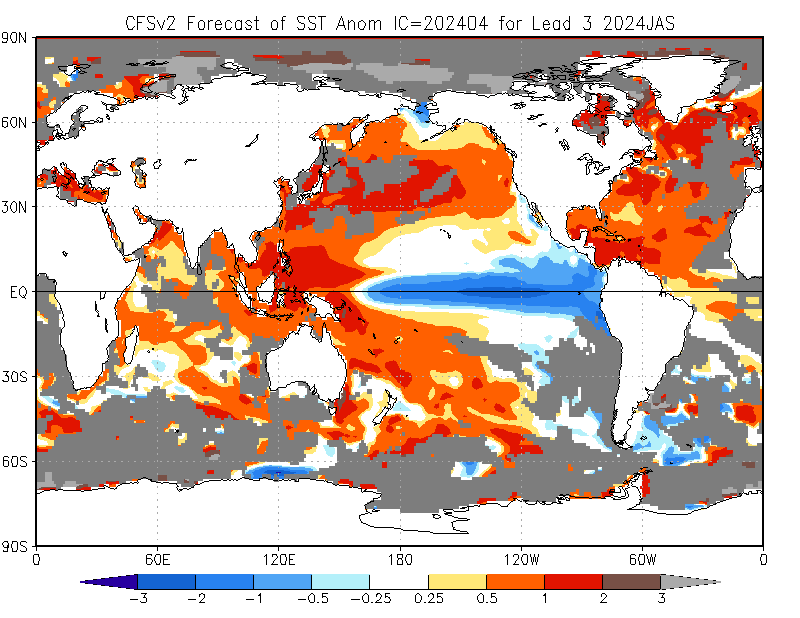 CFSv2 Forecast of SST Anom IC=202404 for Lead 3 2024JAS
90N
60N
30N
EQ
30S
60S
90S
0 60E 120E 180 120W 60W 0
-3 -2 -1 -0.5 -0.25 0.25 0.5 1 2 3